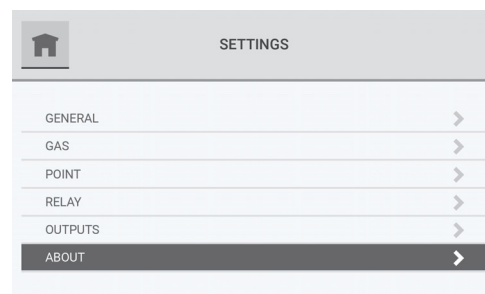 SETTINGS
GENERAL
GAS
POINT
RELAY
OUTPUTS
ABOUT